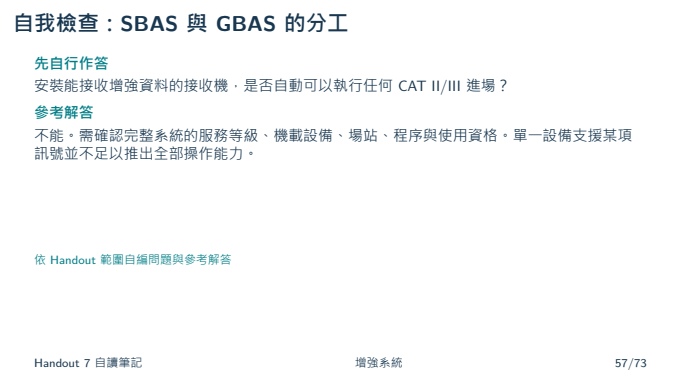 自我檢查：SBAS 與 GBAS 的分工
先自行作答
安裝能接收增強資料的接收機，是否自動可以執行任何 CAT II/III 進場？
參考解答
不能。需確認完整系統的服務等級、機載設備、場站、程序與使用資格。單一設備支援某項
訊號並不足以推出全部操作能力。
依 Handout 範圍自編問題與參考解答
Handout 7 自讀筆記
增強系統
57/73